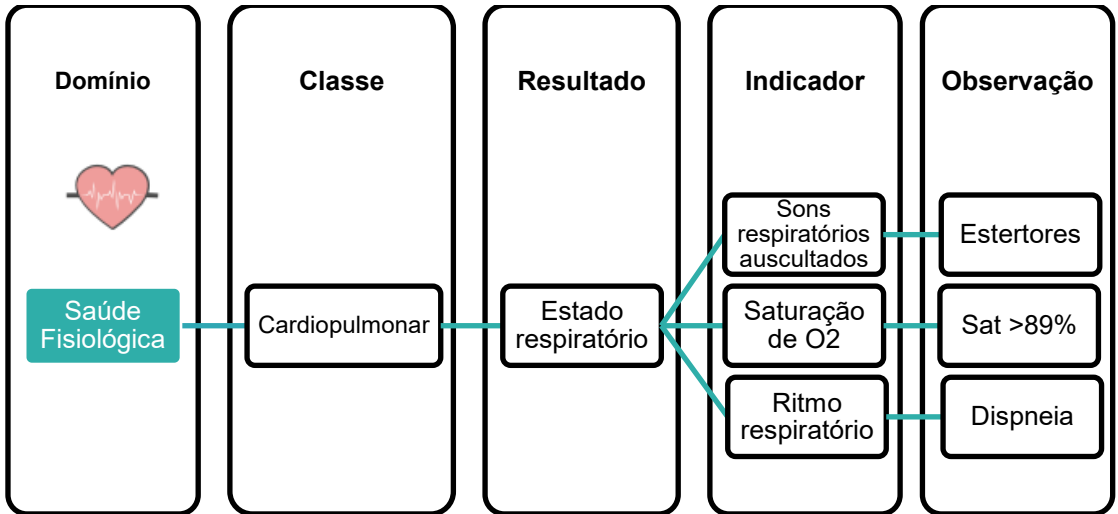 Domínio
Classe
Resultado
Indicador
Observação
Saúde
Fisiológica
Cardiopulmonar
Estado
respiratório
Sons
respiratórios
auscultados
Estertores
Saturação
de O2
Sat >89%
Ritmo
respiratório
Dispneia